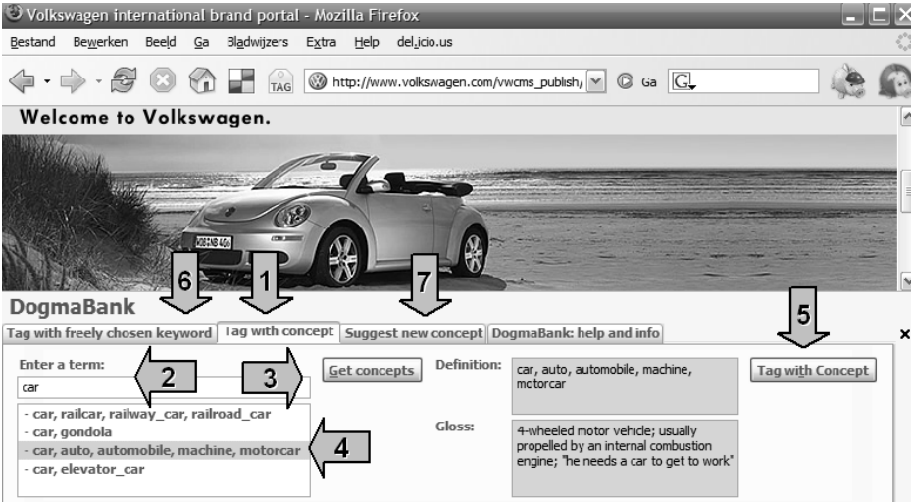 Volkswagen international brand portal - Mozilla Firefox
Bestand Bewerken Beeld Ga Bladwijzers Extra Help del.icio.us
TAG http://www.volkswagen.com/vwcms_publish/ Ga G
Welcome to Volkswagen.
WOB NB 406
6 1 7 5
DogmaBank
Tag with freely chosen keyword Tag with concept Suggest new concept DogmaBank: help and info x
Enter a term: 2 3 Get concepts Definition: car, auto, automobile, machine, motorcar Tag with Concept
car
- car, railcar, railway_car, railroad_car
- car, gondola
- car, auto, automobile, machine, motorcar 4
- car, elevator_car
Gloss: 4-wheeled motor vehicle; usually
propelled by an internal combustion
engine; "he needs a car to get to work"